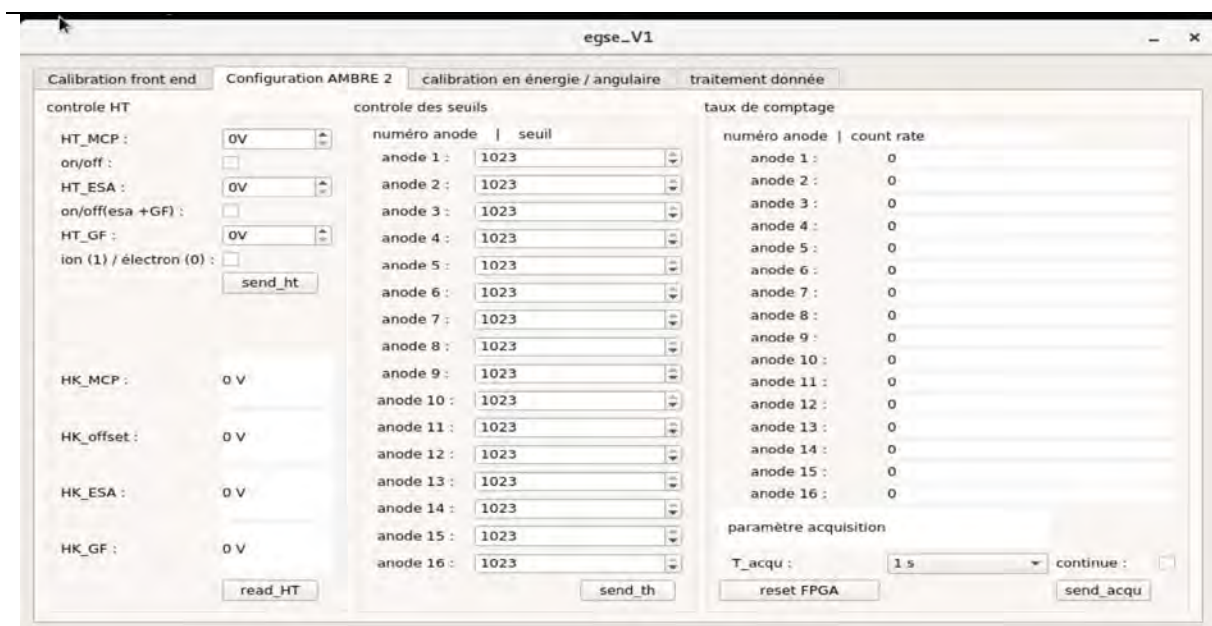 egse_V1
Calibration front end Configuration AMBRE 2 calibration en énergie / angulaire traitement donnée
controle HT
HT_MCP : 0V
on/off :
HT_ESA : 0V
on/off(esa +GF) :
HT_GF : 0V
ion (1) / électron (0) :
send_ht
HK_MCP : 0 V
HK_offset : 0 V
HK_ESA : 0 V
HK_GF : 0 V
read_HT
controle des seuils
numéro anode | seuil
anode 1 : 1023
anode 2 : 1023
anode 3 : 1023
anode 4 : 1023
anode 5 : 1023
anode 6 : 1023
anode 7 : 1023
anode 8 : 1023
anode 9 : 1023
anode 10 : 1023
anode 11 : 1023
anode 12 : 1023
anode 13 : 1023
anode 14 : 1023
anode 15 : 1023
anode 16 : 1023
send_th
taux de comptage
numéro anode | count rate
anode 1 : 0
anode 2 : 0
anode 3 : 0
anode 4 : 0
anode 5 : 0
anode 6 : 0
anode 7 : 0
anode 8 : 0
anode 9 : 0
anode 10 : 0
anode 11 : 0
anode 12 : 0
anode 13 : 0
anode 14 : 0
anode 15 : 0
anode 16 : 0
paramètre acquisition
T_acqu : 1 s continue :
reset FPGA send_acqu